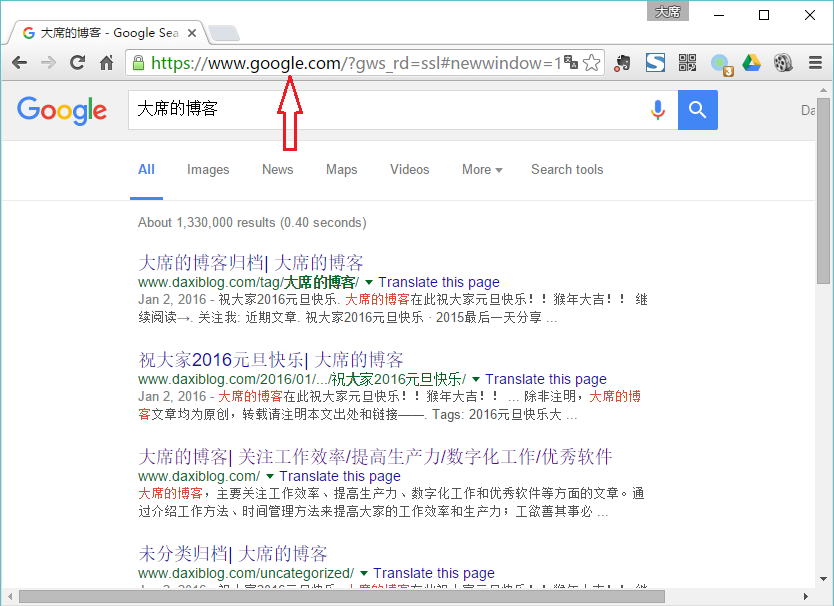 大席
大席的博客 - Google Sea
https://www.google.com/?gws_rd=ssl#newwindow=1
3
Google
大席的博客
Da
All Images News Maps Videos More Search tools
About 1,330,000 results (0.40 seconds)
大席的博客归档| 大席的博客
www.daxiblog.com/tag/大席的博客/ Translate this page
Jan 2, 2016 - 祝大家2016元旦快乐. 大席的博客在此祝大家元旦快乐！！猴年大吉！！ 继
续阅读→. 关注我: 近期文章. 祝大家2016元旦快乐 · 2015最后一天分享 ...
祝大家2016元旦快乐| 大席的博客
www.daxiblog.com/2016/01/.../祝大家2016元旦快乐/ Translate this page
Jan 2, 2016 - 大席的博客在此祝大家元旦快乐！！猴年大吉！！ ... 除非注明，大席的博
客文章均为原创，转载请注明本文出处和链接——. Tags: 2016元旦快乐大 ...
大席的博客| 关注工作效率/提高生产力/数字化工作/优秀软件
www.daxiblog.com/ Translate this page
大席的博客，主要关注工作效率、提高生产力、数字化工作和优秀软件等方面的文章。通
过介绍工作方法、时间管理方法来提高大家的工作效率和生产力；工欲善其事必 ...
未分类归档| 大席的博客
www.daxiblog.com/uncategorized/ Translate this page